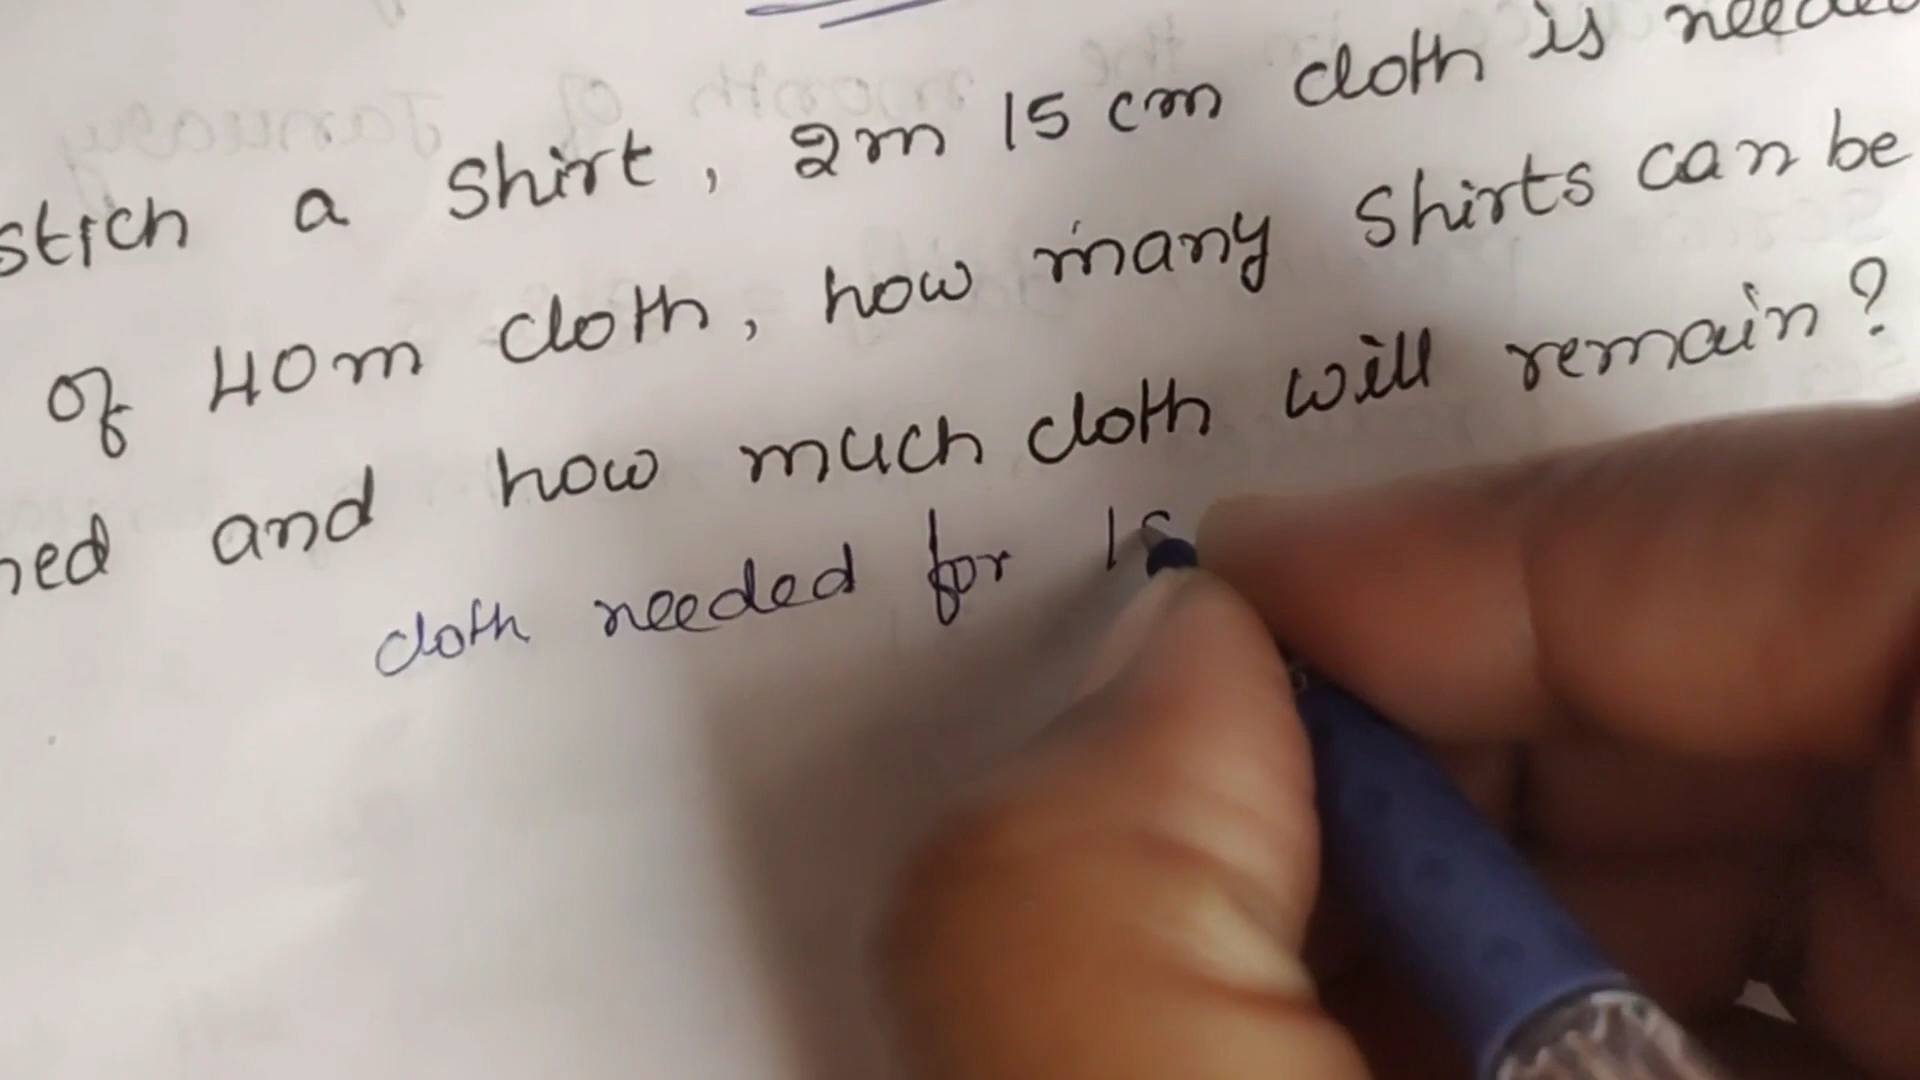 stich a Shirt, 2m 15 cm cloth is
of 40m cloth, how many Shirts can be
and how much cloth will remain?
cloth needed for 1